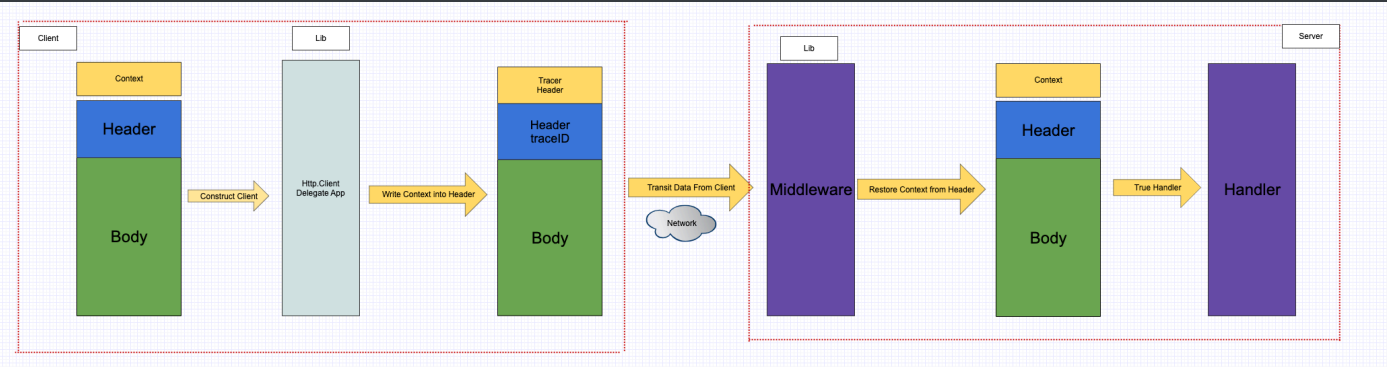 Client
Lib
Context
Header
Body
Construct Client
Http.Client
Delegate App
Write Context into Header
Tracer
Header
Header
traceID
Body
Transit Data From Client
Network
Lib
Server
Middleware
Restore Context from Header
Context
Header
Body
True Handler
Handler